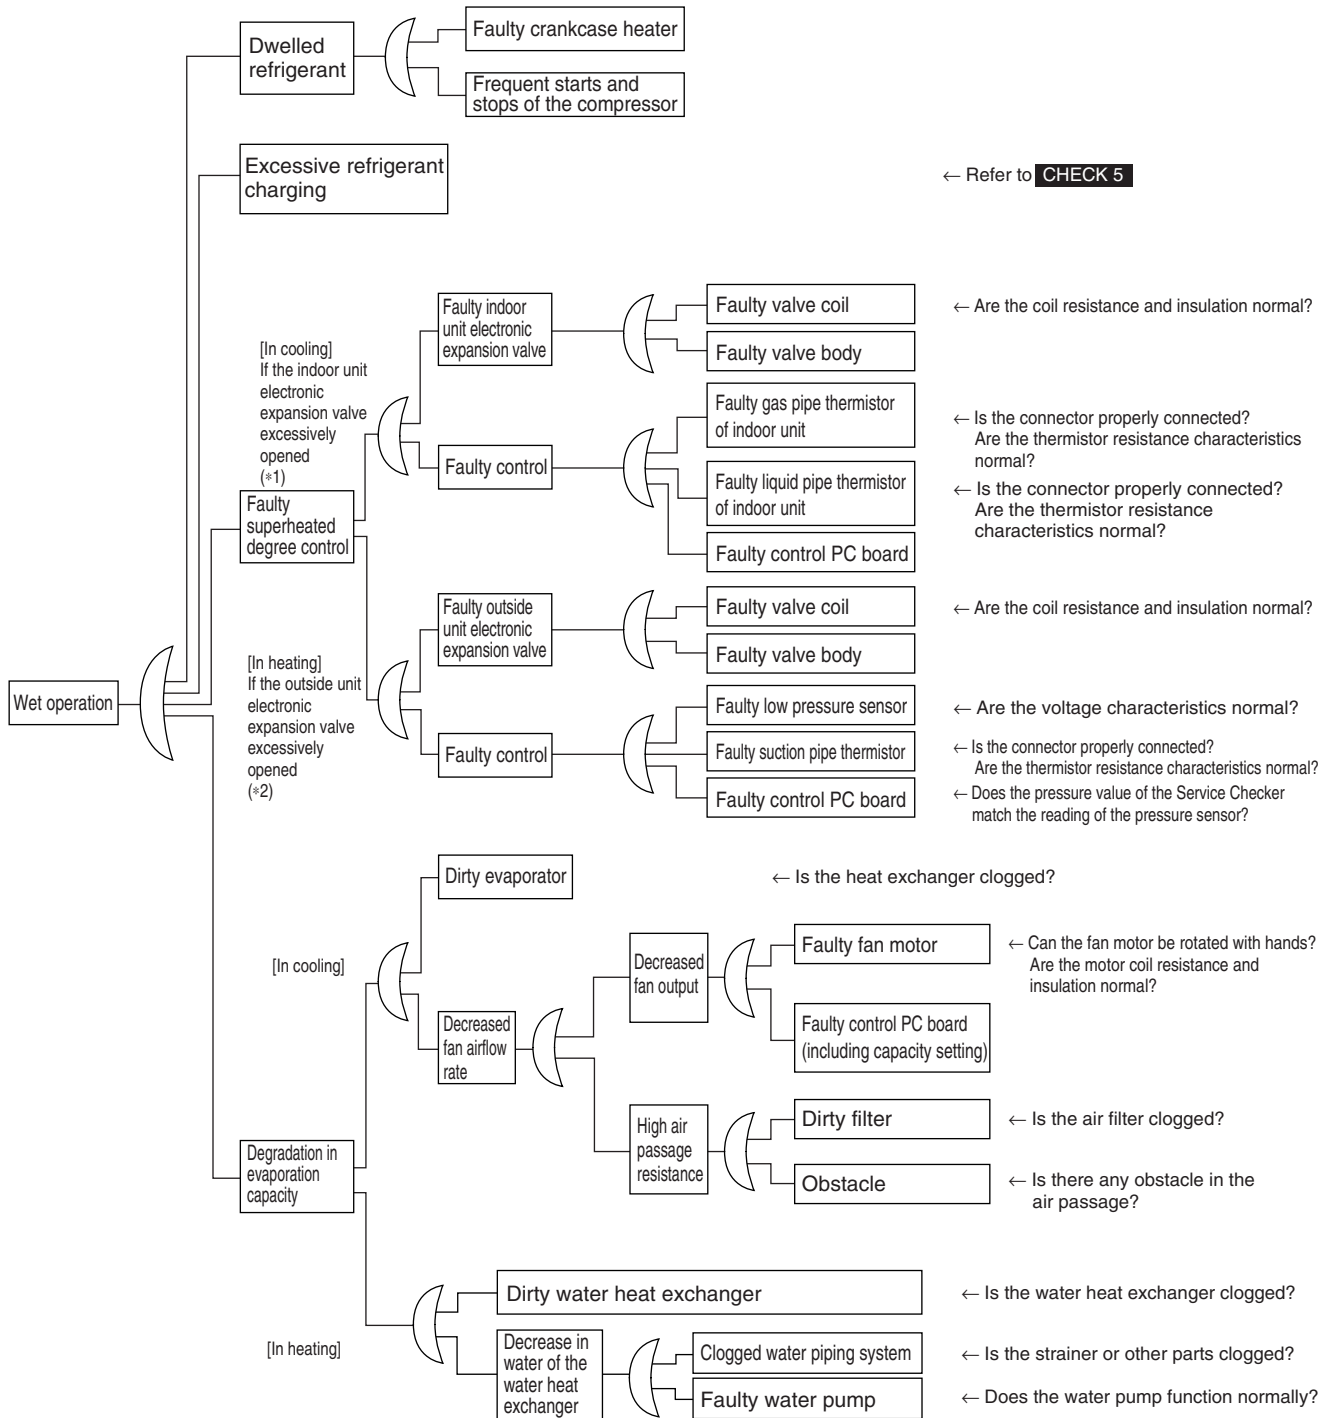 Dwelled
refrigerant
Faulty crankcase heater
Frequent starts and
stops of the compressor
Excessive refrigerant
charging
← Refer to CHECK 5
[In cooling]
If the indoor unit
electronic
expansion valve
excessively
opened
(*1)
Faulty indoor
unit electronic
expansion valve
Faulty valve coil
← Are the coil resistance and insulation normal?
Faulty valve body
Faulty control
Faulty gas pipe thermistor
of indoor unit
← Is the connector properly connected?
Are the thermistor resistance characteristics
normal?
Faulty liquid pipe thermistor
of indoor unit
← Is the connector properly connected?
Are the thermistor resistance
characteristics normal?
Faulty control PC board
Faulty
superheated
degree control
Faulty outside
unit electronic
expansion valve
Faulty valve coil
← Are the coil resistance and insulation normal?
Faulty valve body
Wet operation
[In heating]
If the outside unit
electronic
expansion valve
excessively
opened
(*2)
Faulty control
Faulty low pressure sensor
← Are the voltage characteristics normal?
Faulty suction pipe thermistor
← Is the connector properly connected?
Are the thermistor resistance characteristics normal?
Faulty control PC board
← Does the pressure value of the Service Checker
match the reading of the pressure sensor?
Dirty evaporator
← Is the heat exchanger clogged?
[In cooling]
Decreased
fan airflow
rate
Decreased
fan output
Faulty fan motor
← Can the fan motor be rotated with hands?
Are the motor coil resistance and
insulation normal?
Faulty control PC board
(including capacity setting)
High air
passage
resistance
Dirty filter
← Is the air filter clogged?
Obstacle
← Is there any obstacle in the
air passage?
Degradation in
evaporation
capacity
[In heating]
Dirty water heat exchanger
← Is the water heat exchanger clogged?
Decrease in
water of the
water heat
exchanger
Clogged water piping system
← Is the strainer or other parts clogged?
Faulty water pump
← Does the water pump function normally?